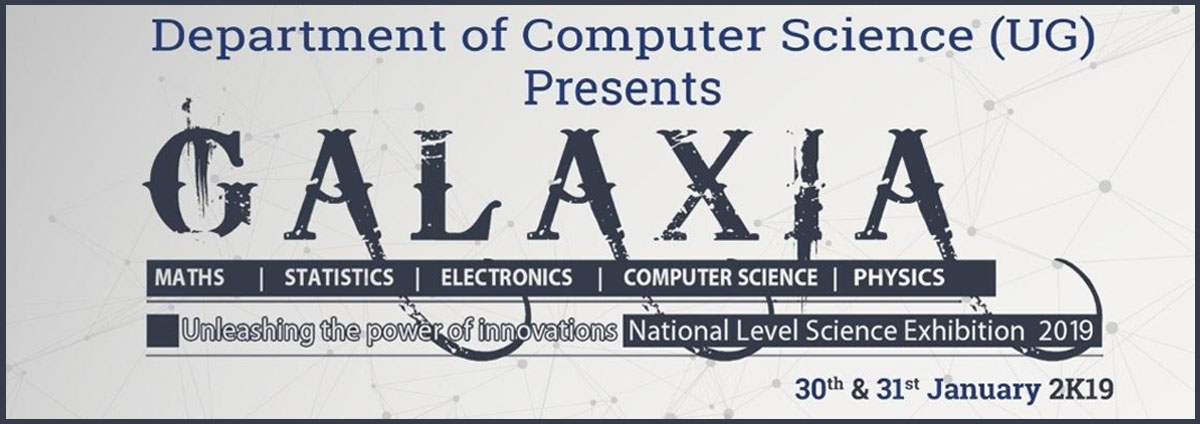 Department of Computer Science (UG)
Presents
GALAXIA
MATHS | STATISTICS | ELECTRONICS | COMPUTER SCIENCE | PHYSICS
Unleashing the power of innovations National Level Science Exhibition 2019
30th & 31st January 2K19